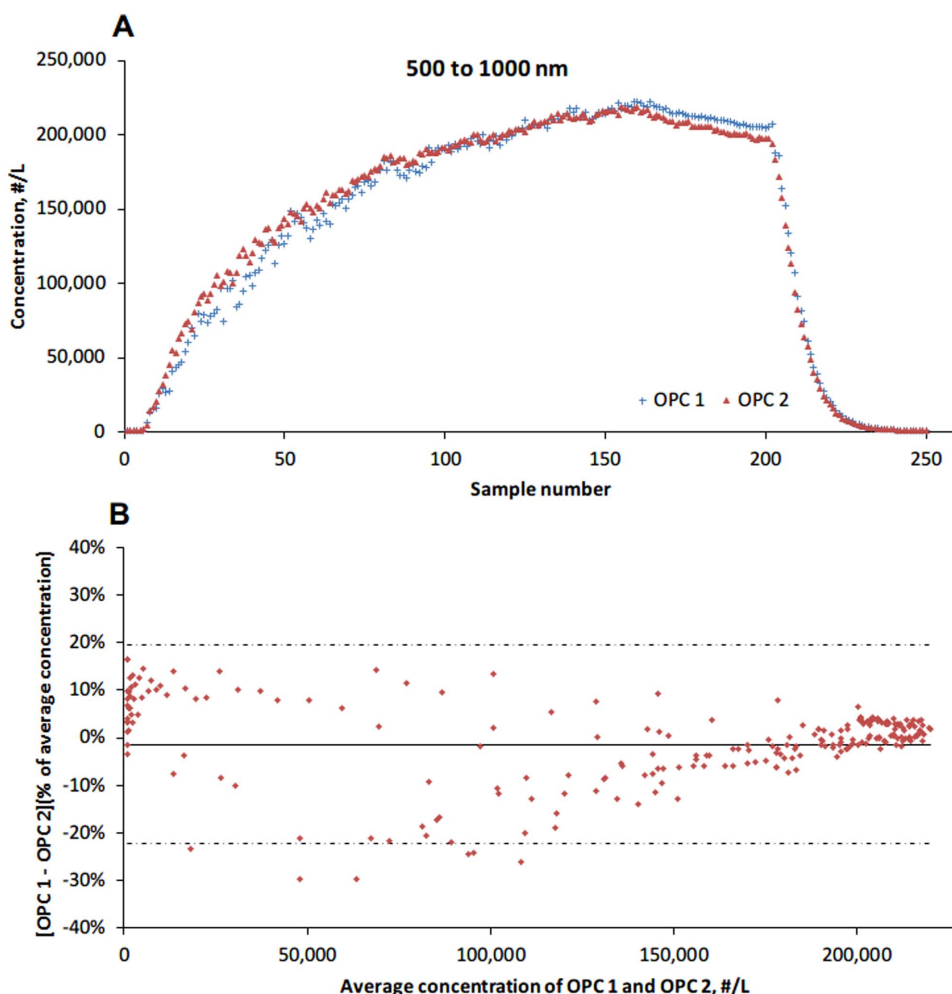 A
500 to 1000 nm
Concentration, #/L
250,000
200,000
150,000
100,000
50,000
0
OPC 1
OPC 2
0 50 100 150 200 250
Sample number
B
[OPC 1 - OPC 2](% of average concentration)
40%
30%
20%
10%
0%
-10%
-20%
-30%
-40%
0 50,000 100,000 150,000 200,000
Average concentration of OPC 1 and OPC 2, #/L